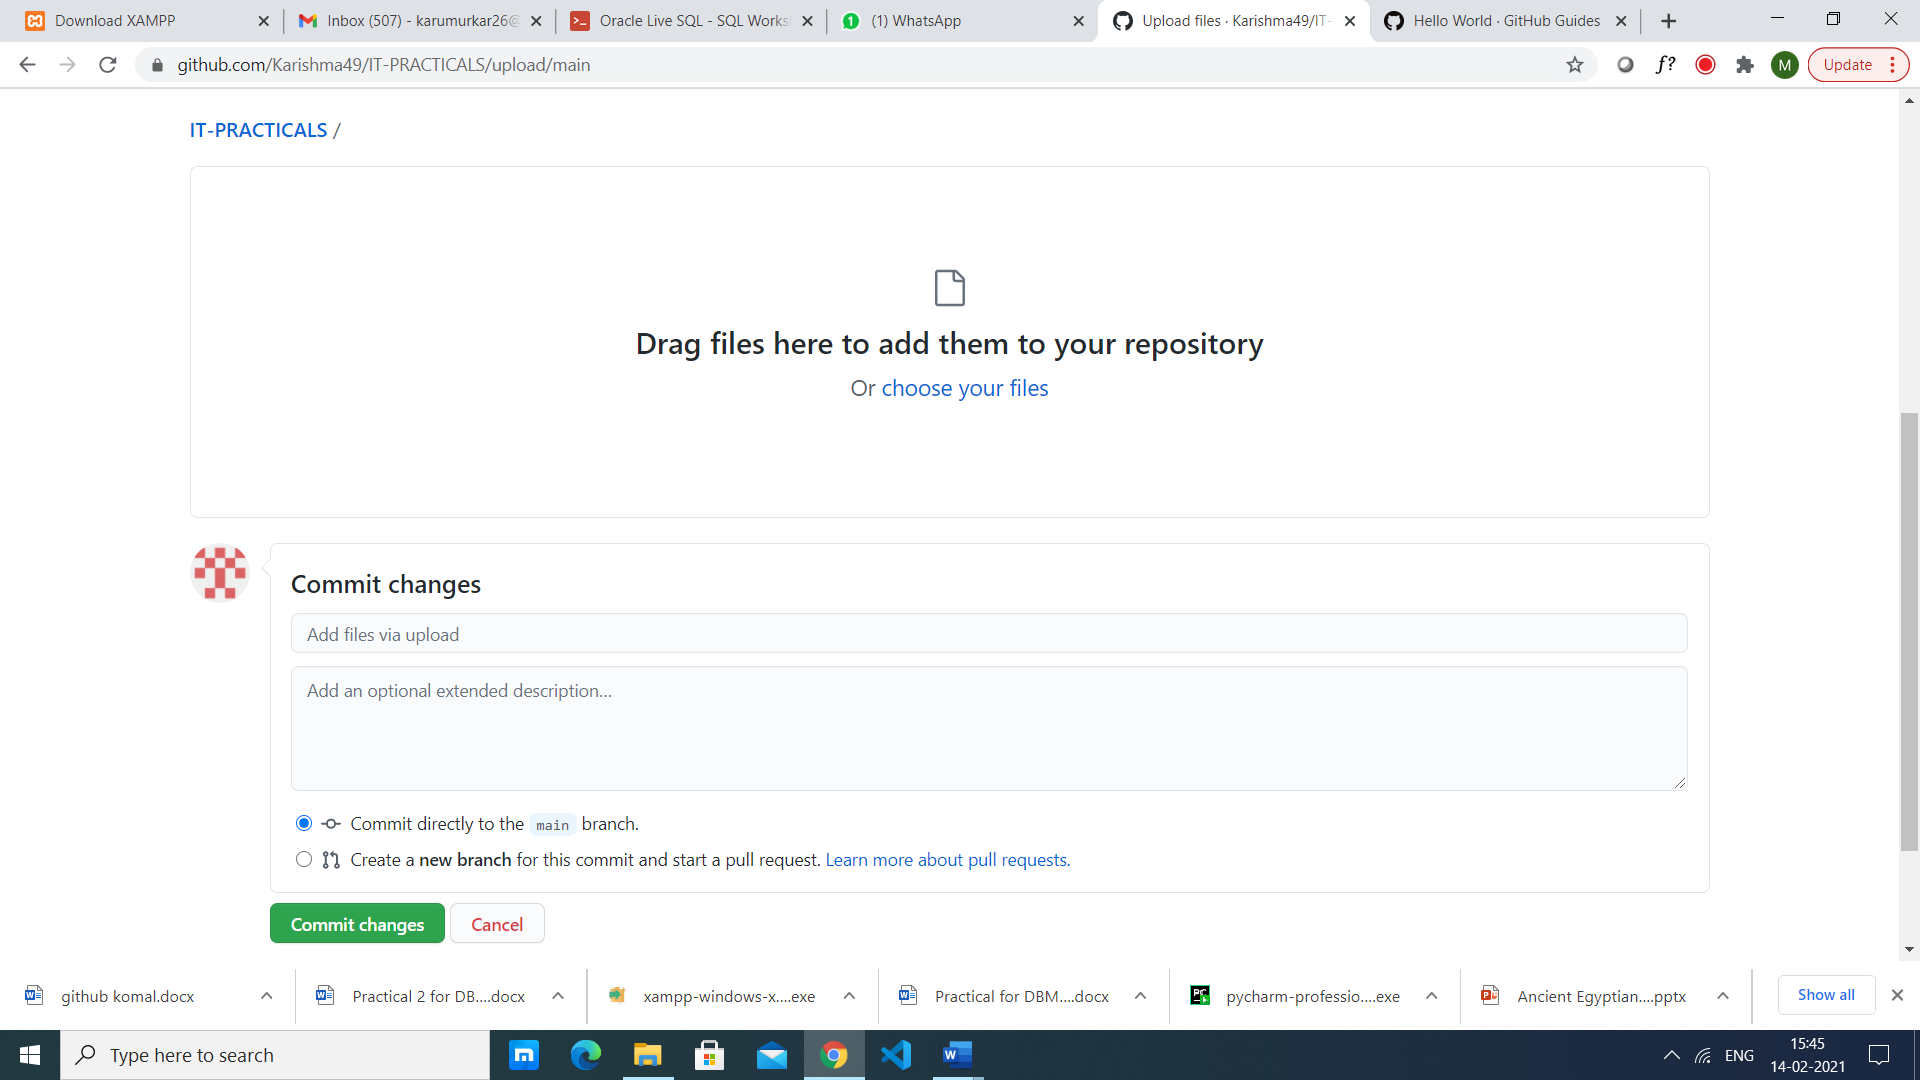 Download XAMPP
Inbox (507) - karumurkar26@
Oracle Live SQL - SQL Works
(1) WhatsApp
Upload files · Karishma49/IT-
Hello World · GitHub Guides
github.com/Karishma49/IT-PRACTICALS/upload/main
f?
M
Update
IT-PRACTICALS /
Drag files here to add them to your repository
Or choose your files
Commit changes
Add files via upload
Add an optional extended description...
Commit directly to the main branch.
Create a new branch for this commit and start a pull request. Learn more about pull requests.
Commit changes
Cancel
github komal.docx
Practical 2 for DB....docx
xampp-windows-x....exe
Practical for DBM....docx
pycharm-professio....exe
Ancient Egyptian....pptx
Show all
Type here to search
ENG
15:45
14-02-2021